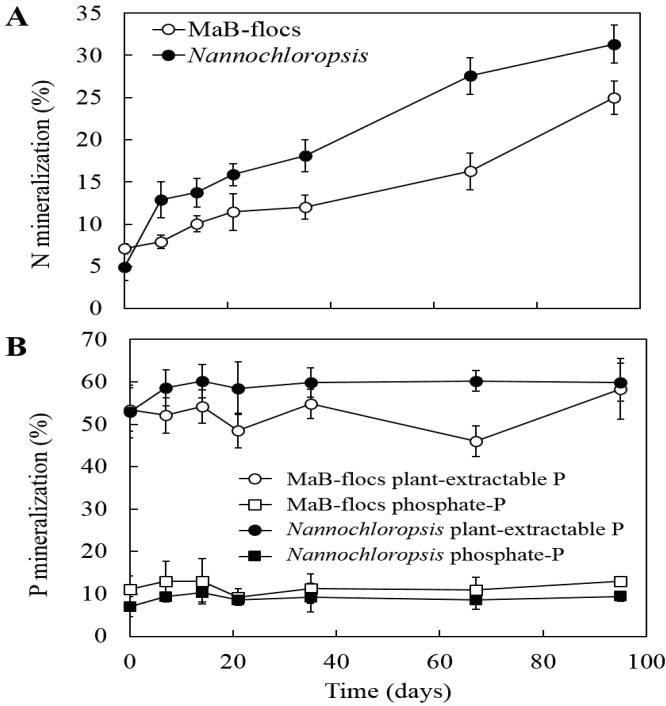 A
MaB-flocs
Nannochloropsis
N mineralization (%)
35
30
25
20
15
10
5
0
B
P mineralization (%)
70
60
50
40
30
20
10
0
MaB-flocs plant-extractable P
MaB-flocs phosphate-P
Nannochloropsis plant-extractable P
Nannochloropsis phosphate-P
0 20 40 60 80 100
Time (days)